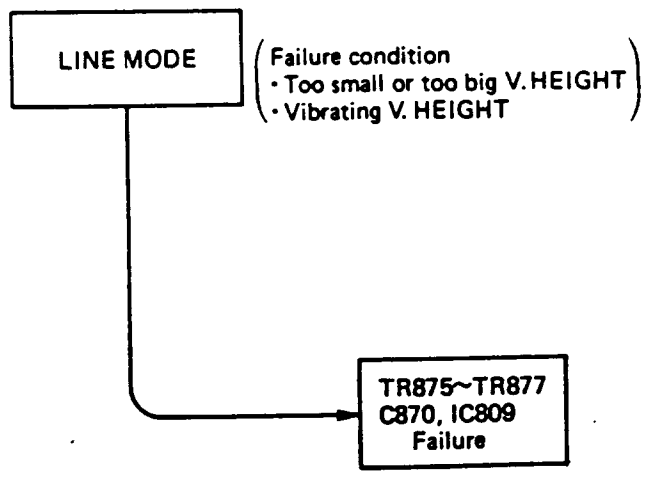 LINE MODE
Failure condition
· Too small or too big V. HEIGHT
· Vibrating V. HEIGHT
TR875~TR877
C870, IC809
Failure